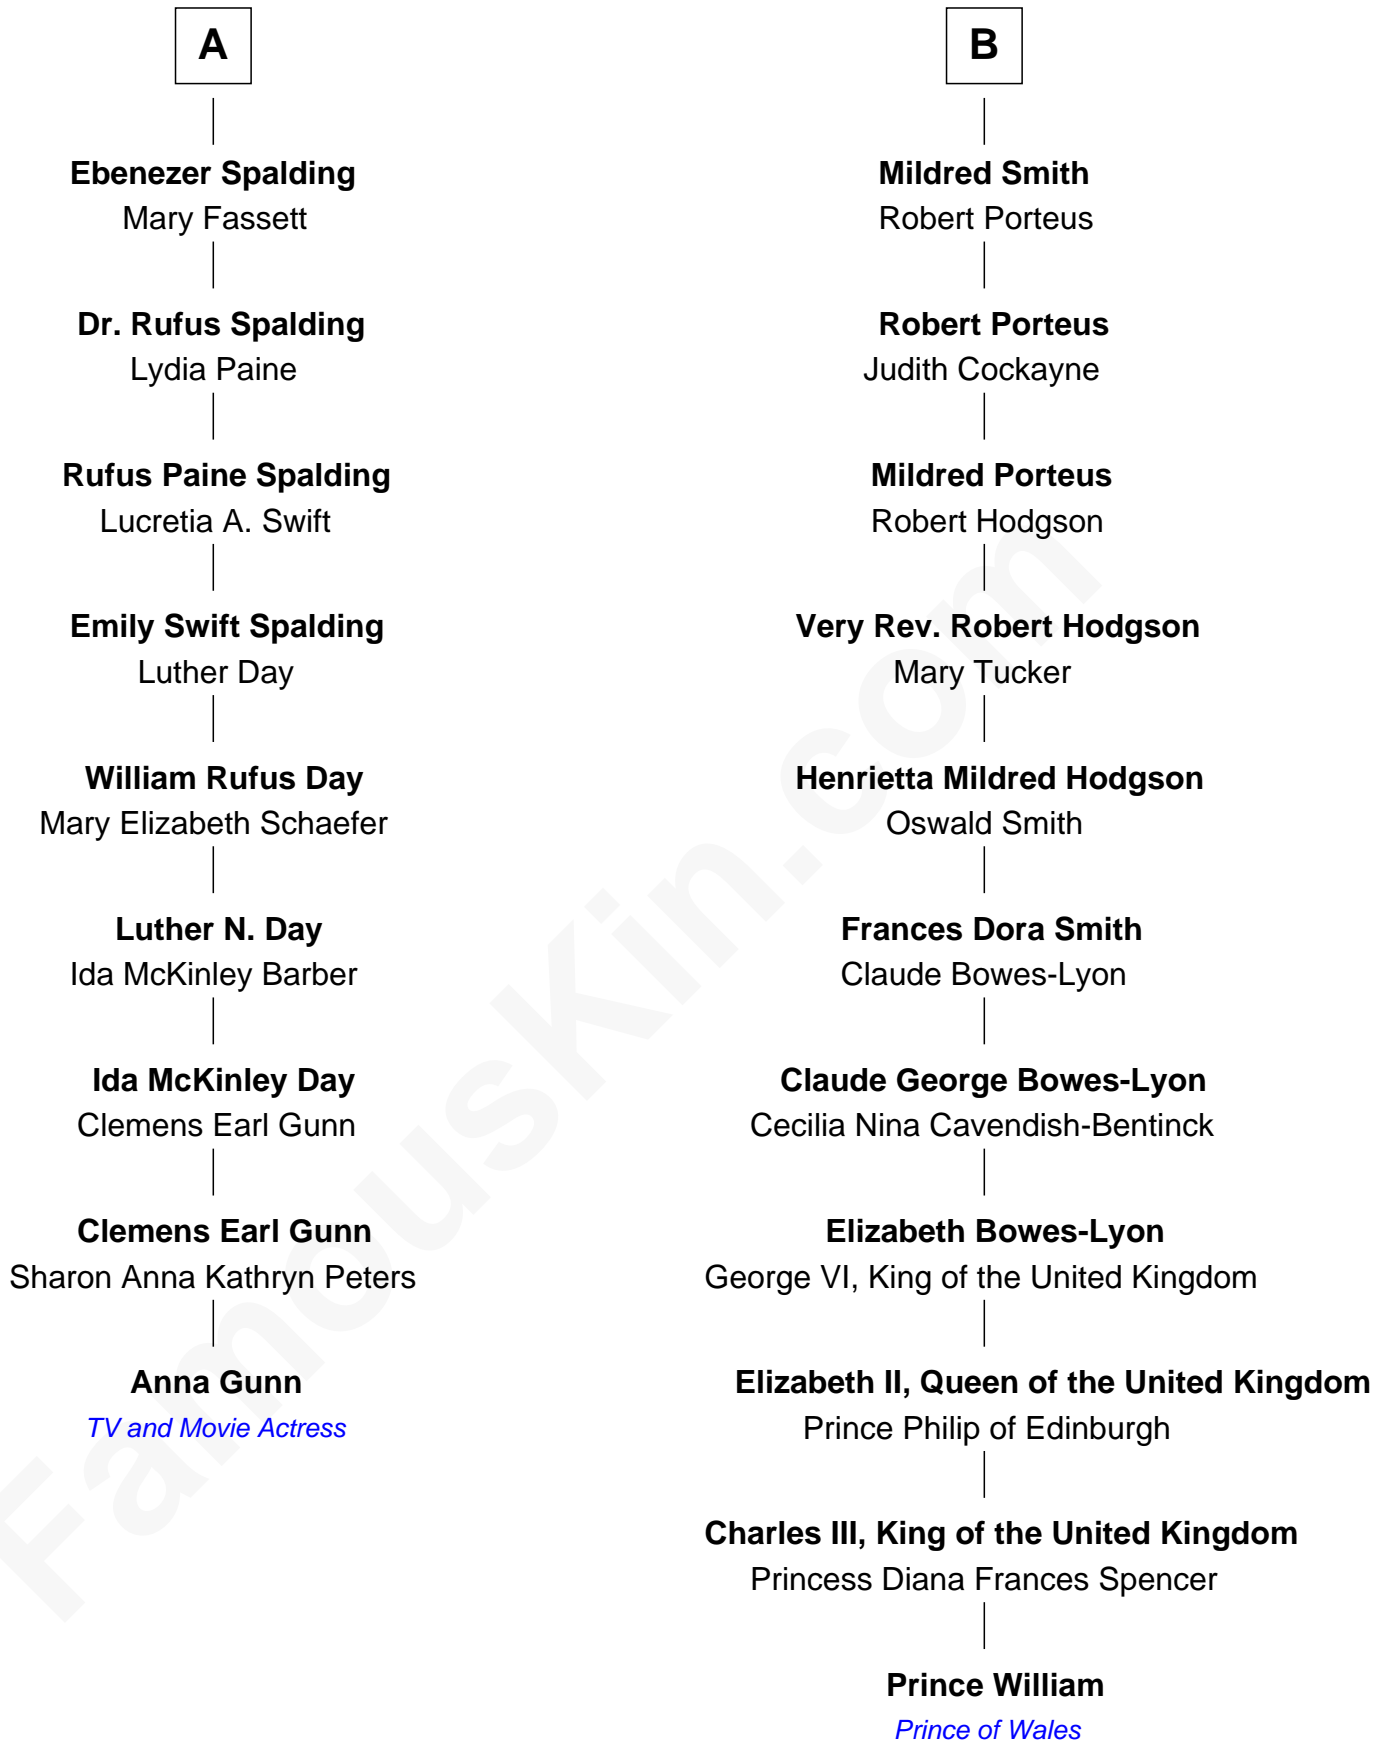 A
Ebenezer Spalding
Mary Fassett
Dr. Rufus Spalding
Lydia Paine
Rufus Paine Spalding
Lucretia A. Swift
Emily Swift Spalding
Luther Day
William Rufus Day
Mary Elizabeth Schaefer
Luther N. Day
Ida McKinley Barber
Ida McKinley Day
Clemens Earl Gunn
Clemens Earl Gunn
Sharon Anna Kathryn Peters
Anna Gunn
TV and Movie Actress
B
Mildred Smith
Robert Porteus
Robert Porteus
Judith Cockayne
Mildred Porteus
Robert Hodgson
Very Rev. Robert Hodgson
Mary Tucker
Henrietta Mildred Hodgson
Oswald Smith
Frances Dora Smith
Claude Bowes-Lyon
Claude George Bowes-Lyon
Cecilia Nina Cavendish-Bentinck
Elizabeth Bowes-Lyon
George VI, King of the United Kingdom
Elizabeth II, Queen of the United Kingdom
Prince Philip of Edinburgh
Charles III, King of the United Kingdom
Princess Diana Frances Spencer
Prince William
Prince of Wales
FamousKin.com